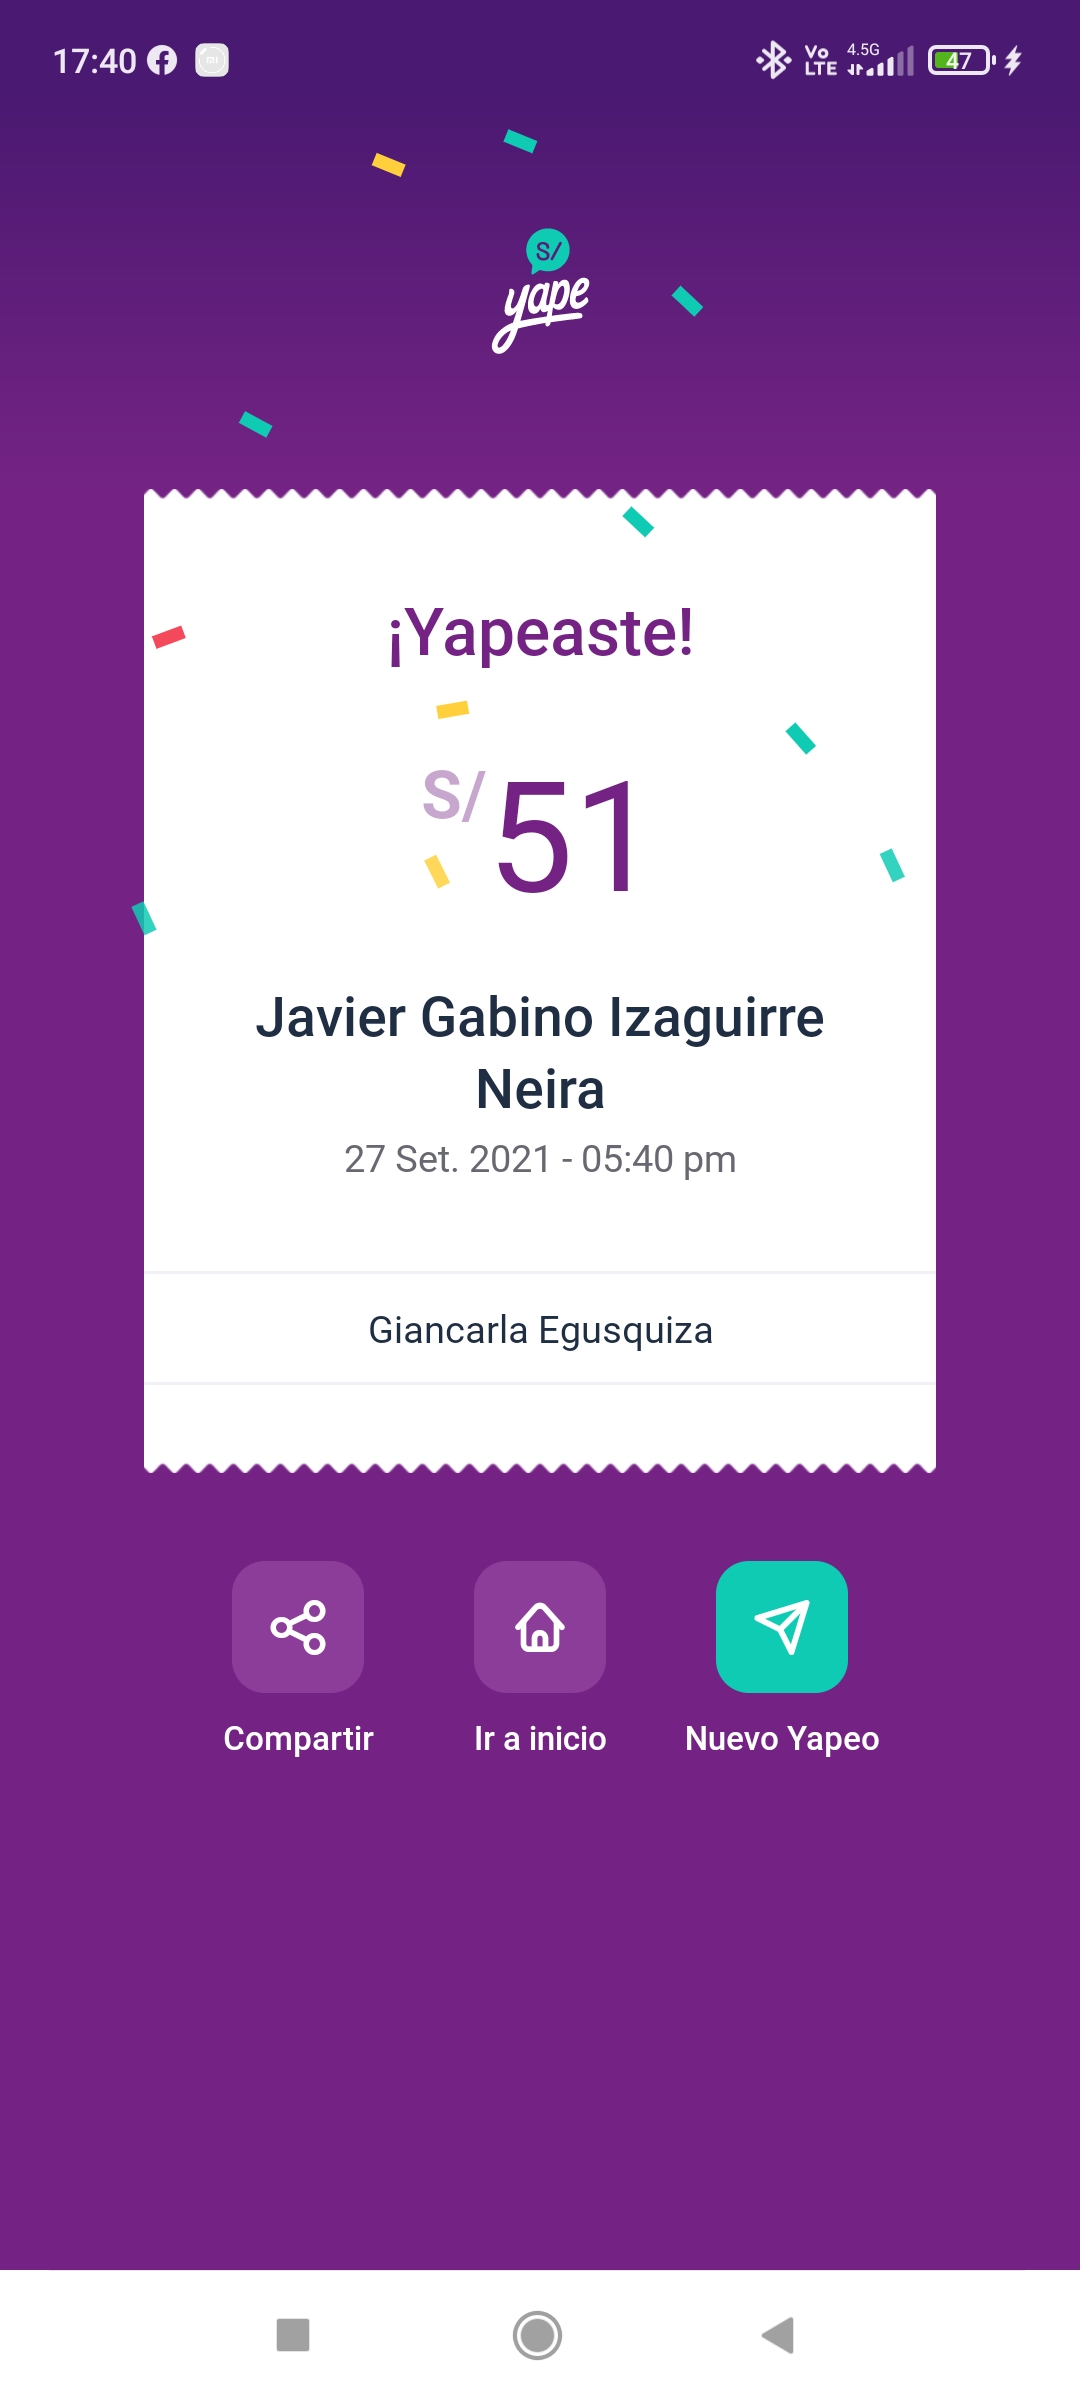 17:40
Vo
LTE
4.5G
47
S/
yape
¡Yapeaste!
S/51
Javier Gabino Izaguirre
Neira
27 Set. 2021 - 05:40 pm
Giancarla Egusquiza
Compartir
Ir a inicio
Nuevo Yapeo